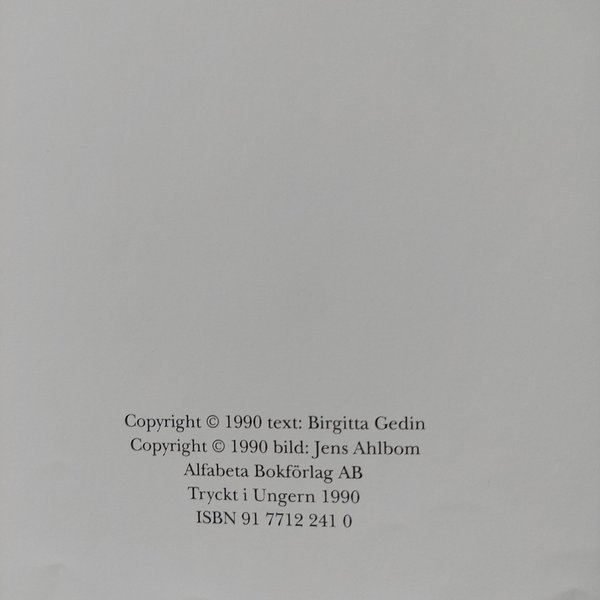 Copyright © 1990 text: Birgitta Gedin
Copyright © 1990 bild: Jens Ahlbom
Alfabeta Bokförlag AB
Tryckt i Ungern 1990
ISBN 91 7712 241 0